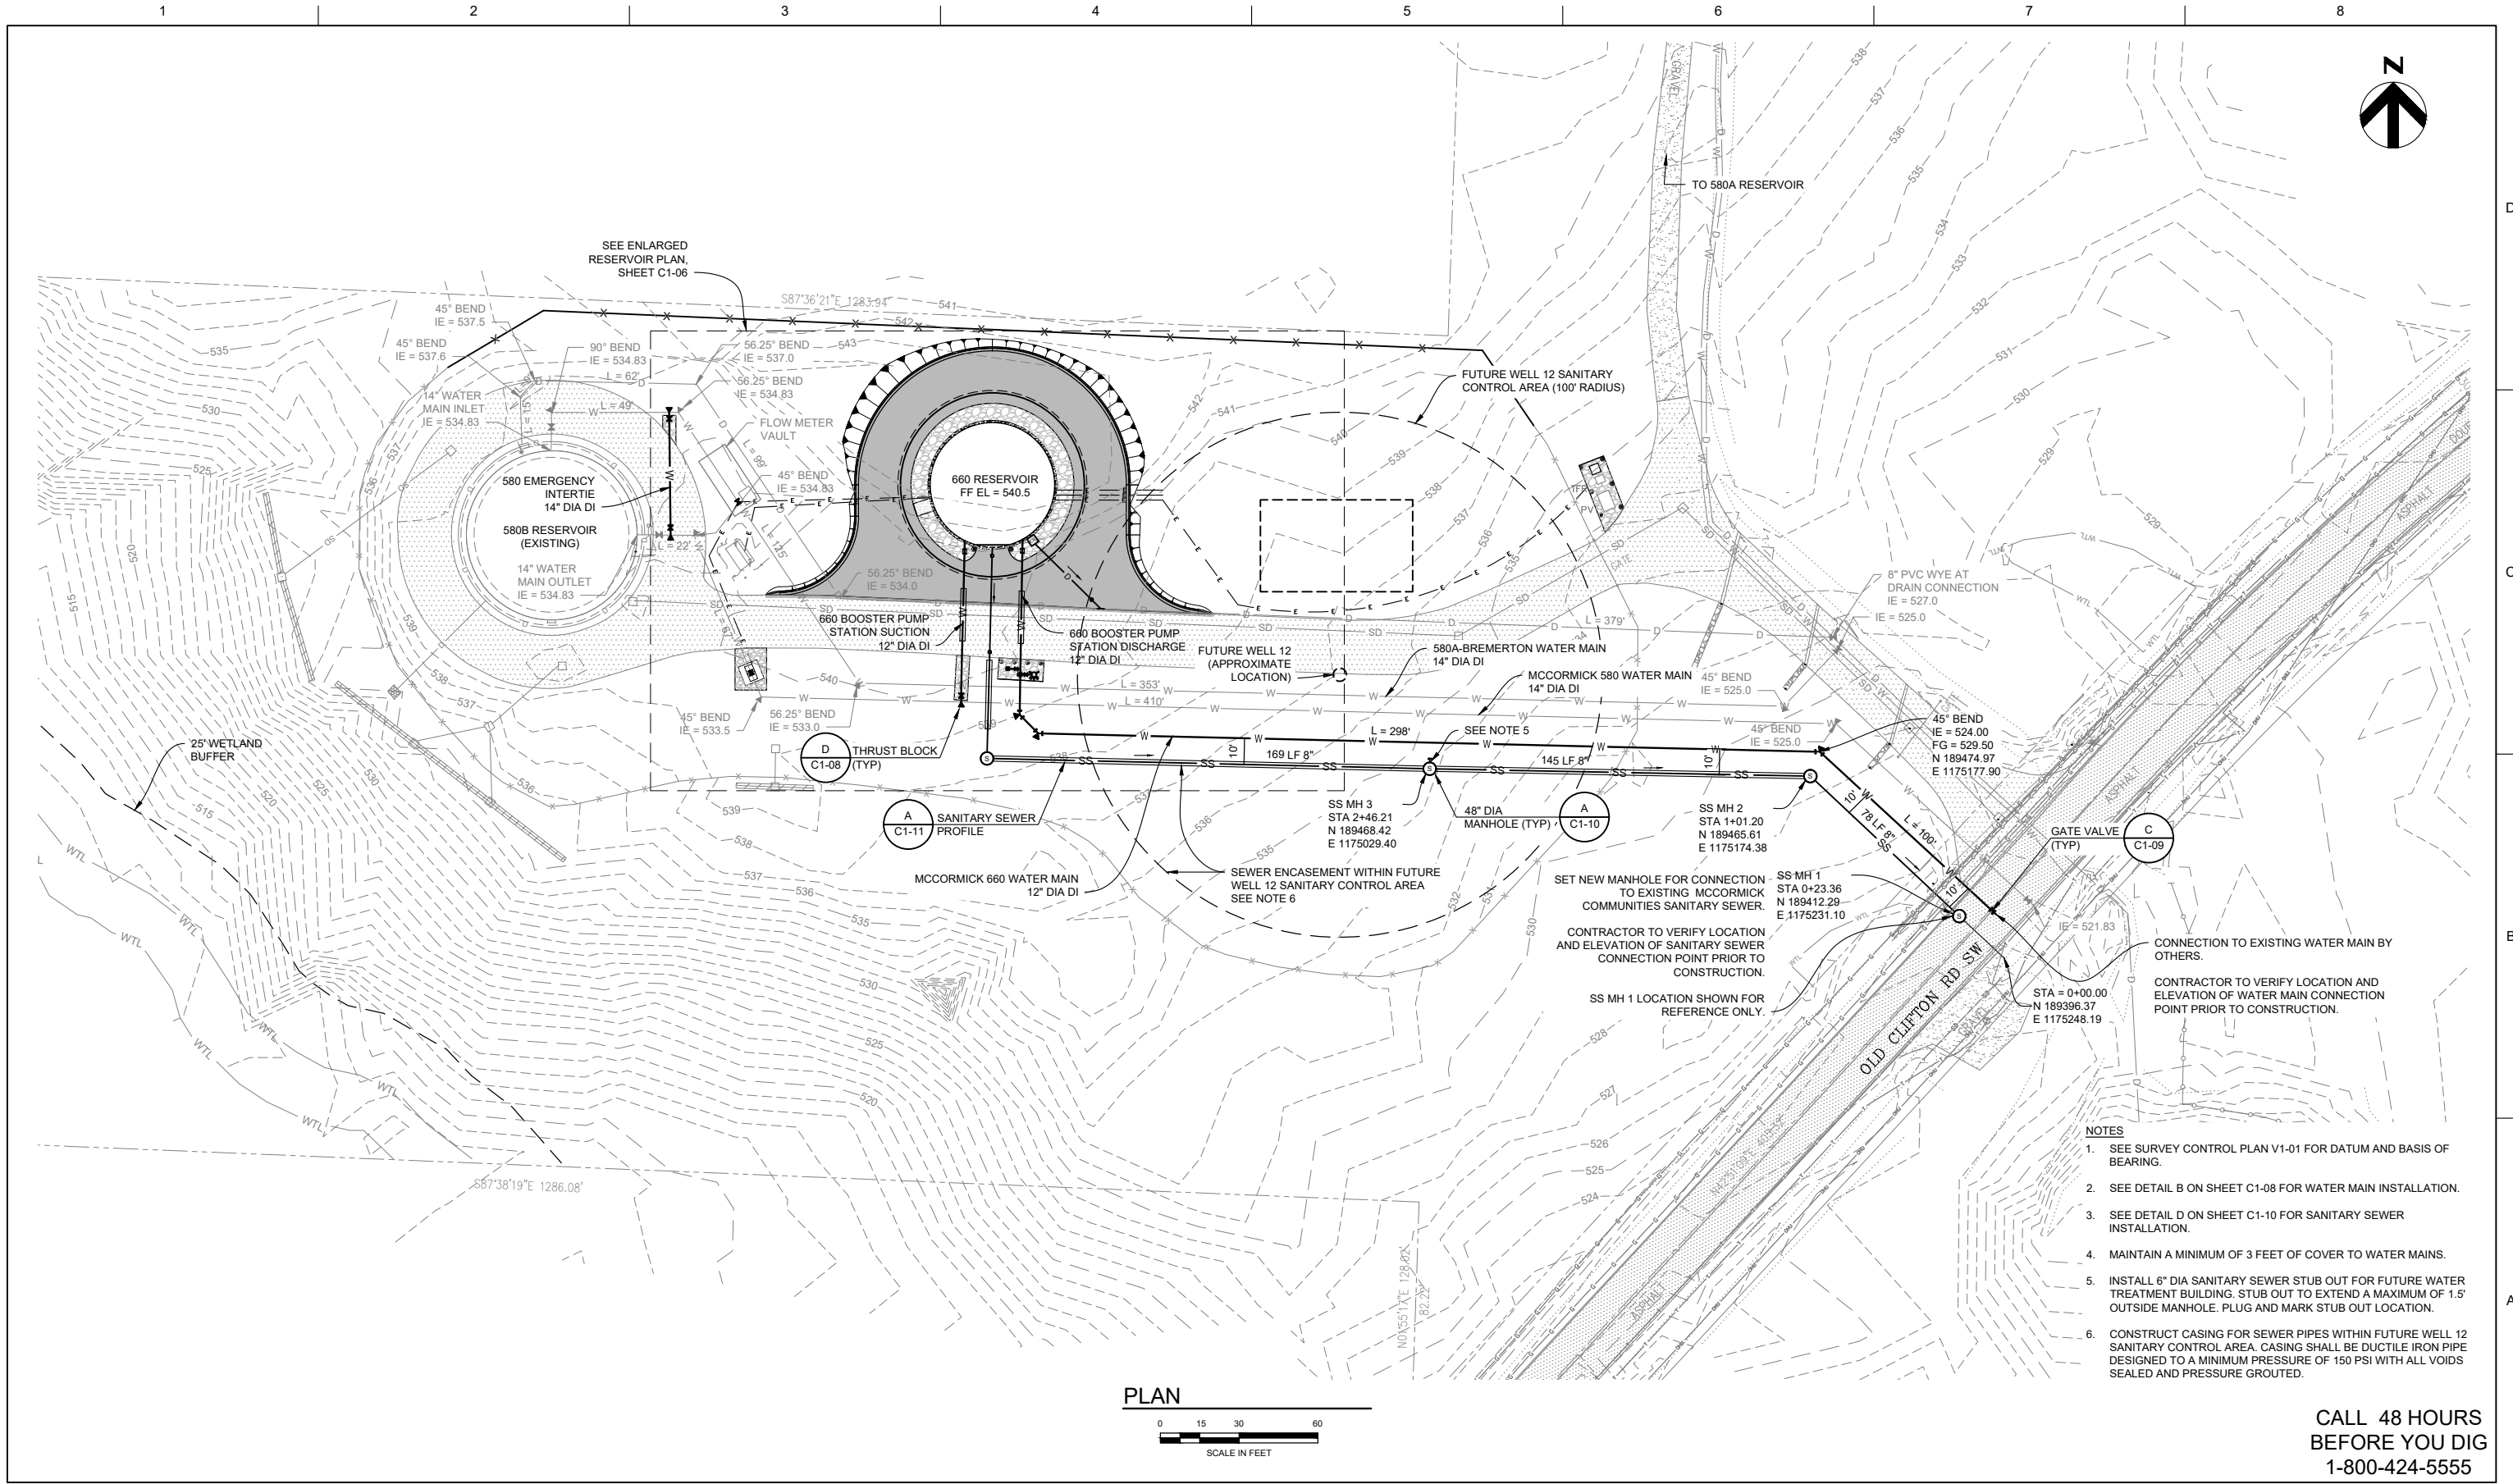 1 2 3 4 5 6 7 8
D
C
B
A
N
GRAVEL
TO 580A RESERVOIR
SEE ENLARGED
RESERVOIR PLAN,
SHEET C1-06
S87°36'21"E 1283.94'
45° BEND
IE = 537.5
45° BEND
IE = 537.6
90° BEND
IE = 534.83
L = 62'
56.25° BEND
IE = 537.0
56.25° BEND
IE = 534.83
14" WATER
MAIN INLET
IE = 534.83
L = 49'
FLOW METER
VAULT
L = 99'
45° BEND
IE = 534.83
L = 125'
580 EMERGENCY
INTERTIE
14" DIA DI
580B RESERVOIR
(EXISTING)
14" WATER
MAIN OUTLET
IE = 534.83
L = 22'
660 RESERVOIR
FF EL = 540.5
56.25° BEND
IE = 534.0
FUTURE WELL 12 SANITARY
CONTROL AREA (100' RADIUS)
660 BOOSTER PUMP
STATION SUCTION
12" DIA DI
660 BOOSTER PUMP
STATION DISCHARGE
12" DIA DI
FUTURE WELL 12
(APPROXIMATE
LOCATION)
580A-BREMERTON WATER MAIN
14" DIA DI
MCCORMICK 580 WATER MAIN
14" DIA DI
L = 379'
L = 353'
L = 410'
GATE
8" PVC WYE AT
DRAIN CONNECTION
IE = 527.0
IE = 525.0
45° BEND
IE = 525.0
45° BEND
IE = 525.0
45° BEND
IE = 533.5
56.25° BEND
IE = 533.0
45° BEND
IE = 524.00
FG = 529.50
N 189474.97
E 1175177.90
25' WETLAND
BUFFER
D
C1-08
THRUST BLOCK
(TYP)
L = 298'
SEE NOTE 5
10'
169 LF 8"
145 LF 8"
10'
A
C1-11
SANITARY SEWER
PROFILE
SS MH 3
STA 2+46.21
N 189468.42
E 1175029.40
48" DIA
MANHOLE (TYP)
A
C1-10
SS MH 2
STA 1+01.20
N 189465.61
E 1175174.38
10'
78 LF 8"
L = 100'
10'
GATE VALVE
(TYP)
C
C1-09
MCCORMICK 660 WATER MAIN
12" DIA DI
SEWER ENCASEMENT WITHIN FUTURE
WELL 12 SANITARY CONTROL AREA
SEE NOTE 6
SET NEW MANHOLE FOR CONNECTION
TO EXISTING MCCORMICK
COMMUNITIES SANITARY SEWER.
CONTRACTOR TO VERIFY LOCATION
AND ELEVATION OF SANITARY SEWER
CONNECTION POINT PRIOR TO
CONSTRUCTION.
SS MH 1 LOCATION SHOWN FOR
REFERENCE ONLY.
SS MH 1
STA 0+23.36
N 189412.29
E 1175231.10
IE = 521.83
CONNECTION TO EXISTING WATER MAIN BY
OTHERS.
CONTRACTOR TO VERIFY LOCATION AND
ELEVATION OF WATER MAIN CONNECTION
POINT PRIOR TO CONSTRUCTION.
STA = 0+00.00
N 189396.37
E 1175248.19
OLD CLIFTON RD SW
ASPHALT
ASPHALT
ASPHALT
GRAVEL
S87°38'19"E 1286.08'
N01°55'17"E 128.02'
82.22'
NOTES
1. SEE SURVEY CONTROL PLAN V1-01 FOR DATUM AND BASIS OF
BEARING.
2. SEE DETAIL B ON SHEET C1-08 FOR WATER MAIN INSTALLATION.
3. SEE DETAIL D ON SHEET C1-10 FOR SANITARY SEWER
INSTALLATION.
4. MAINTAIN A MINIMUM OF 3 FEET OF COVER TO WATER MAINS.
5. INSTALL 6" DIA SANITARY SEWER STUB OUT FOR FUTURE WATER
TREATMENT BUILDING. STUB OUT TO EXTEND A MAXIMUM OF 1.5'
OUTSIDE MANHOLE. PLUG AND MARK STUB OUT LOCATION.
6. CONSTRUCT CASING FOR SEWER PIPES WITHIN FUTURE WELL 12
SANITARY CONTROL AREA. CASING SHALL BE DUCTILE IRON PIPE
DESIGNED TO A MINIMUM PRESSURE OF 150 PSI WITH ALL VOIDS
SEALED AND PRESSURE GROUTED.
PLAN
0 15 30 60
SCALE IN FEET
CALL 48 HOURS
BEFORE YOU DIG
1-800-424-5555